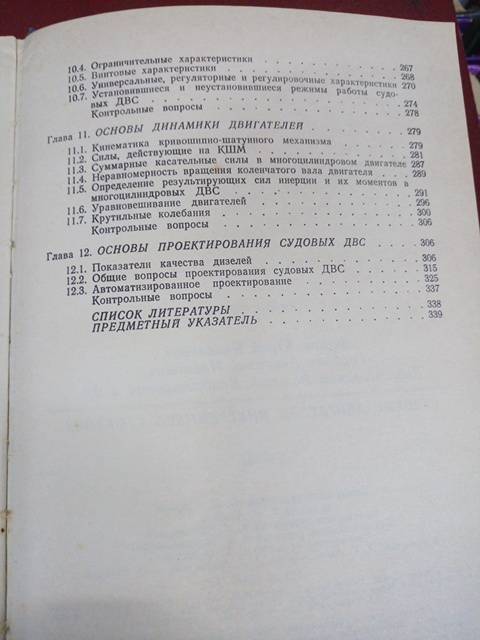 10.4. Ограничительные характеристики . . . . . . . . . . 267
10.5. Винтовые характеристики . . . . . . . . . . . . 268
10.6. Универсальные, регуляторные и регулировочные характеристики 270
10.7. Установившиеся и неустановившиеся режимы работы судо-
вых ДВС . . . . . . . . . . . . . . . . 274
Контрольные вопросы . . . . . . . . . . . . . 278
Глава 11. ОСНОВЫ ДИНАМИКИ ДВИГАТЕЛЕЙ . . . . . . . . 279
11.1. Кинематика кривошипно-шатунного механизма . . . . . . 279
11.2. Силы, действующие на КШМ . . . . . . . . . . . 281
11.3. Суммарные касательные силы в многоцилиндровом двигателе 287
11.4. Неравномерность вращения коленчатого вала двигателя . . 289
11.5. Определение результирующих сил инерции и их моментов в
многоцилиндровых ДВС . . . . . . . . . . . . 291
11.6. Уравновешивание двигателей . . . . . . . . . . . 296
11.7. Крутильные колебания . . . . . . . . . . . . 300
Контрольные вопросы . . . . . . . . . . . . . 306
Глава 12. ОСНОВЫ ПРОЕКТИРОВАНИЯ СУДОВЫХ ДВС . . . . . 306
12.1. Показатели качества дизелей . . . . . . . . . . . 306
12.2. Общие вопросы проектирования судовых ДВС . . . . . . 315
12.3. Автоматизированное проектирование . . . . . . . . . 325
Контрольные вопросы . . . . . . . . . . . . . 337
СПИСОК ЛИТЕРАТУРЫ . . . . . . . . . . . . . 338
ПРЕДМЕТНЫЙ УКАЗАТЕЛЬ . . . . . . . . . . . . 339